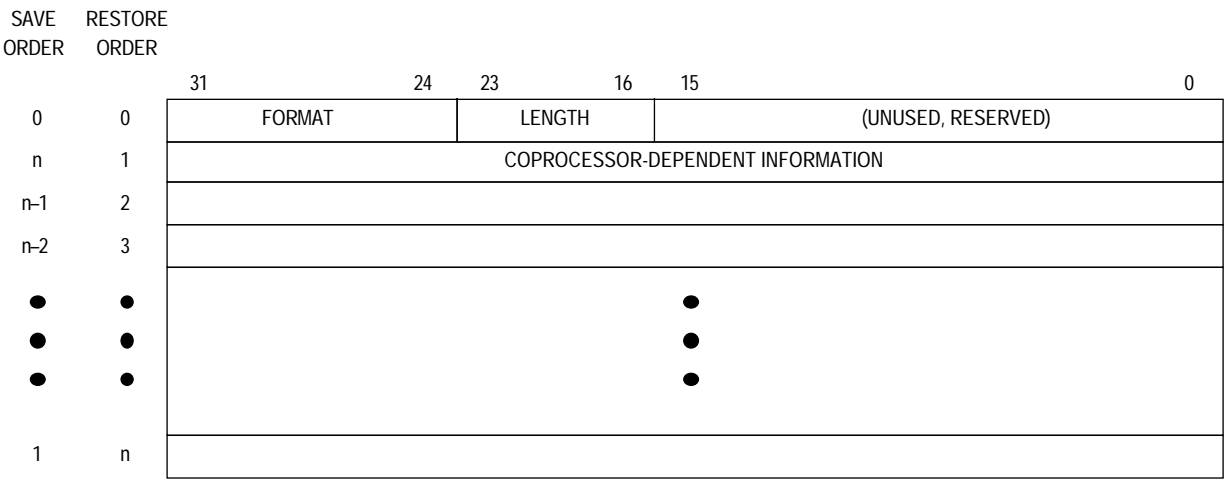 SAVE RESTORE
ORDER ORDER
31 24 23 16 15 0
0 0 FORMAT LENGTH (UNUSED, RESERVED)
n 1 COPROCESSOR-DEPENDENT INFORMATION
n–1 2
n–2 3
1 n